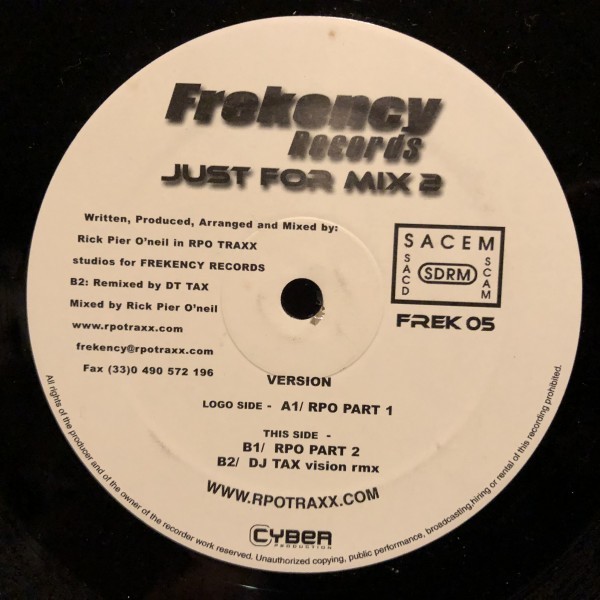 Frekency
Records
JUST FOR MIX 2
Written, Produced, Arranged and Mixed by:
Rick Pier O'neil in RPO TRAXX
studios for FREKENCY RECORDS
B2: Remixed by DT TAX
Mixed by Rick Pier O'neil
www.rpotraxx.com
frekency@rpotraxx.com
Fax (33)0 490 572 196
SACEM
SACD
SDRM
SCAM
FREK 05
VERSION
LOGO SIDE - A1/ RPO PART 1
THIS SIDE -
B1/ RPO PART 2
B2/ DJ TAX vision rmx
WWW.RPOTRAXX.COM
CYBER
PRODUCTION
All rights of the producer and of the owner of the recorder work reserved. Unauthorized copying, public performance, broadcasting,hiring or rental of this recording prohibited.